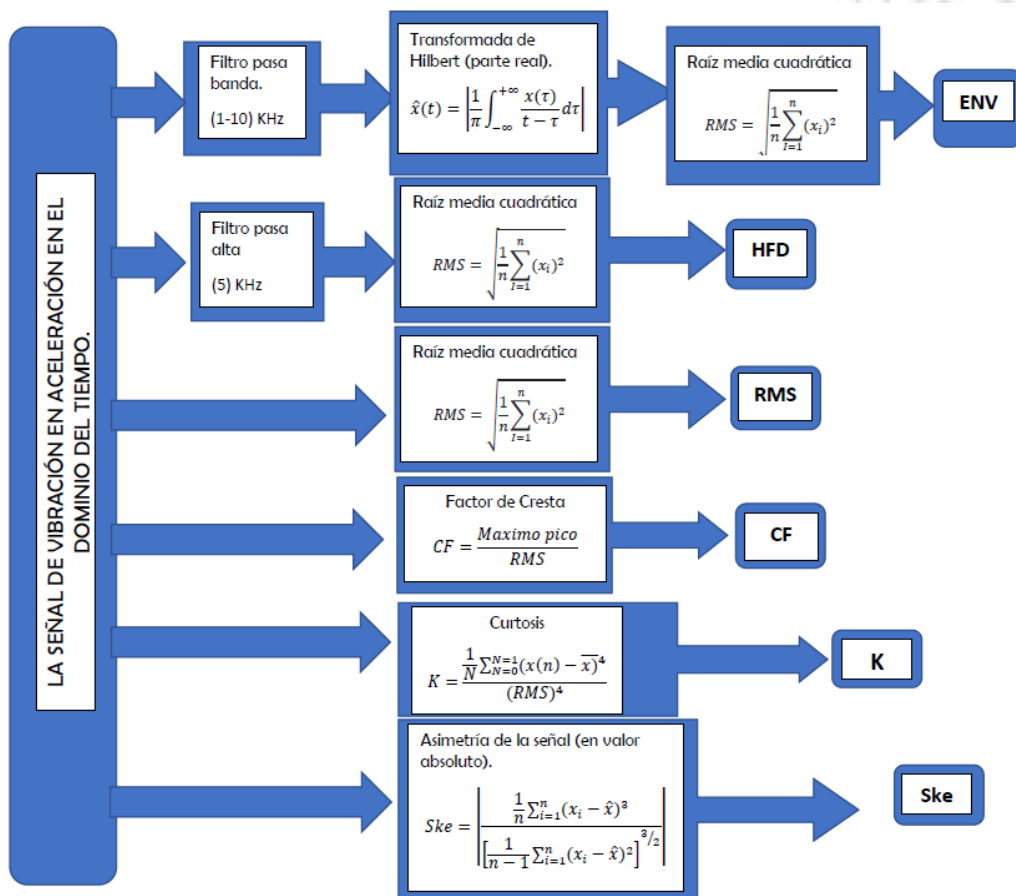 LA SEÑAL DE VIBRACIÓN EN ACELERACIÓN EN EL
DOMINIO DEL TIEMPO.
Filtro pasa
banda.
(1-10) KHz
Transformada de
Hilbert (parte real).
x̂(t) = |1/π ∫_{-∞}^{+∞} x(τ)/(t − τ) dτ|
Raíz media cuadrática
RMS = √(1/n ∑_{I=1}^{n} (x_i)^2)
ENV
Filtro pasa
alta
(5) KHz
Raíz media cuadrática
RMS = √(1/n ∑_{I=1}^{n} (x_i)^2)
HFD
Raíz media cuadrática
RMS = √(1/n ∑_{I=1}^{n} (x_i)^2)
RMS
Factor de Cresta
CF = Maximo pico / RMS
CF
Curtosis
K = (1/N ∑_{N=0}^{N=1} (x(n) − x̅)^4) / (RMS)^4
K
Asimetría de la señal (en valor
absoluto).
Ske = |(1/n ∑_{i=1}^{n} (x_i − x̂)^3) / [1/(n − 1) ∑_{i=1}^{n} (x_i − x̂)^2]^{3/2}|
Ske